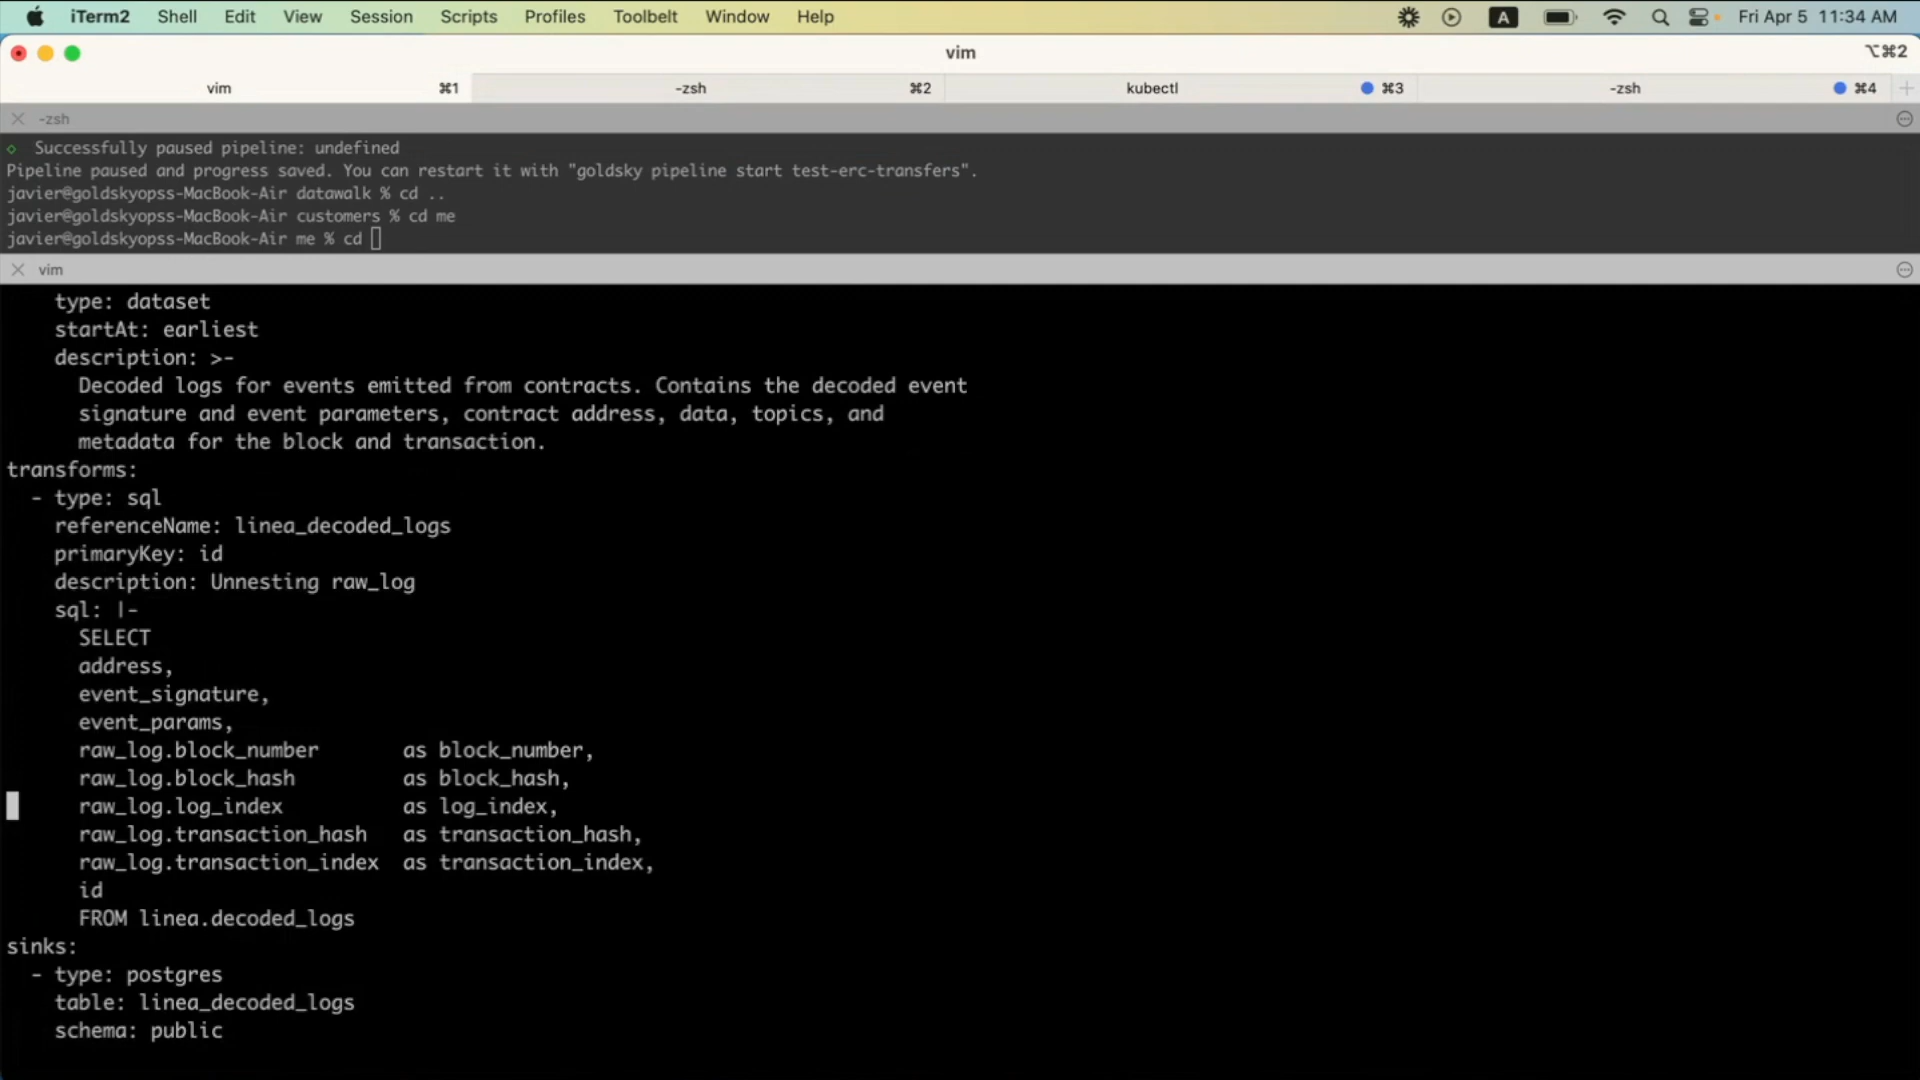 iTerm2 Shell Edit View Session Scripts Profiles Toolbelt Window Help A Fri Apr 5 11:34 AM
vim ⌥⌘2
vim ⌘1 -zsh ⌘2 kubectl ⌘3 -zsh ⌘4
-zsh
Successfully paused pipeline: undefined
Pipeline paused and progress saved. You can restart it with "goldsky pipeline start test-erc-transfers".
javier@goldskyopss-MacBook-Air datawalk % cd ..
javier@goldskyopss-MacBook-Air customers % cd me
javier@goldskyopss-MacBook-Air me % cd
vim
type: dataset
startAt: earliest
description: >-
Decoded logs for events emitted from contracts. Contains the decoded event
signature and event parameters, contract address, data, topics, and
metadata for the block and transaction.
transforms:
- type: sql
referenceName: linea_decoded_logs
primaryKey: id
description: Unnesting raw_log
sql: |-
SELECT
address,
event_signature,
event_params,
raw_log.block_number as block_number,
raw_log.block_hash as block_hash,
raw_log.log_index as log_index,
raw_log.transaction_hash as transaction_hash,
raw_log.transaction_index as transaction_index,
id
FROM linea.decoded_logs
sinks:
- type: postgres
table: linea_decoded_logs
schema: public